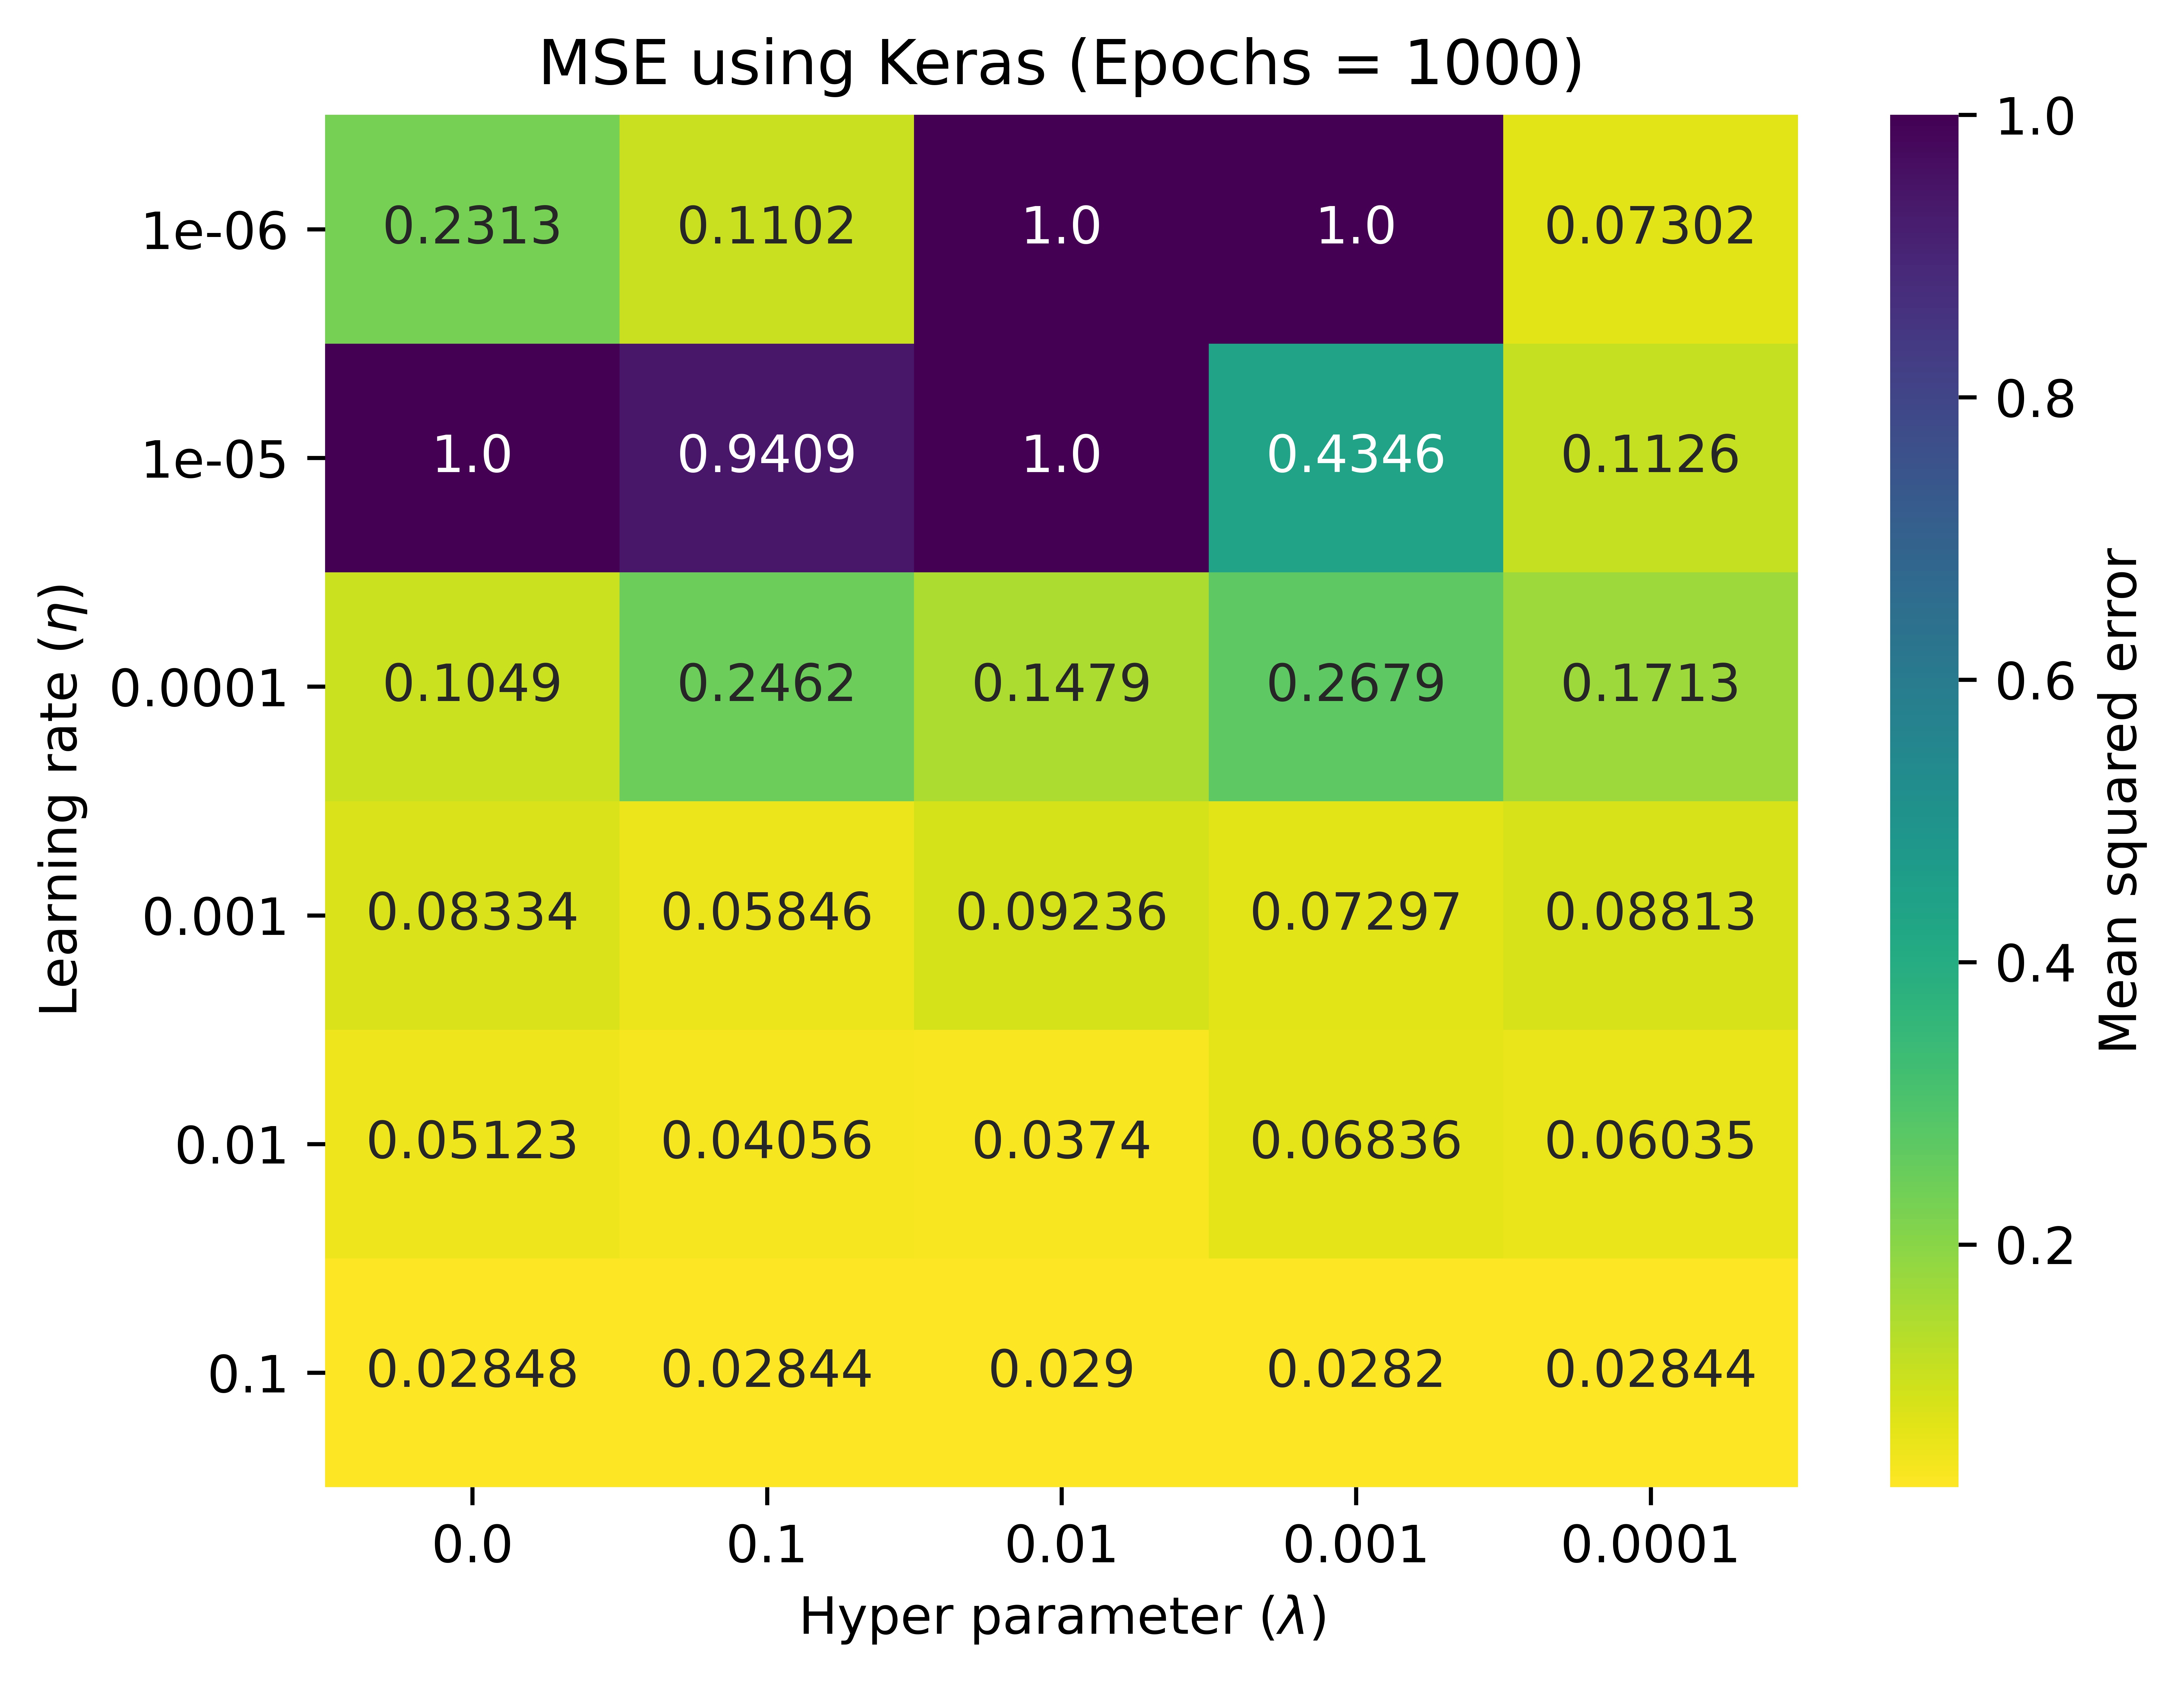 MSE using Keras (Epochs = 1000)
1e-06 0.2313 0.1102 1.0 1.0 0.07302
1e-05 1.0 0.9409 1.0 0.4346 0.1126
0.0001 0.1049 0.2462 0.1479 0.2679 0.1713
0.001 0.08334 0.05846 0.09236 0.07297 0.08813
0.01 0.05123 0.04056 0.0374 0.06836 0.06035
0.1 0.02848 0.02844 0.029 0.0282 0.02844
0.0 0.1 0.01 0.001 0.0001
Hyper parameter (λ)
Learning rate (η)
1.0
0.8
0.6
0.4
0.2
Mean squared error